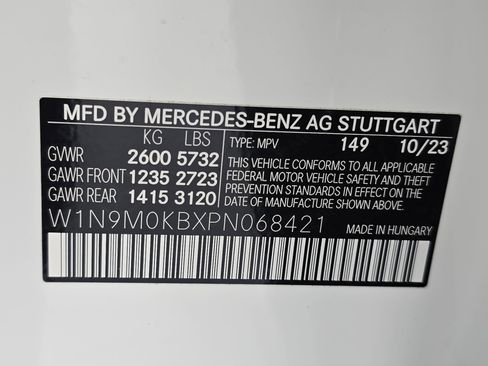 MFD BY MERCEDES-BENZ AG STUTTGART
KG LBS
TYPE: MPV 149 10/23
GVWR 2600 5732
GAWR FRONT 1235 2723
GAWR REAR 1415 3120
THIS VEHICLE CONFORMS TO ALL APPLICABLE
FEDERAL MOTOR VEHICLE SAFETY AND THEFT
PREVENTION STANDARDS IN EFFECT ON THE
DATE OF MANUFACTURE SHOWN ABOVE.
W1N9M0KBXPN068421
MADE IN HUNGARY